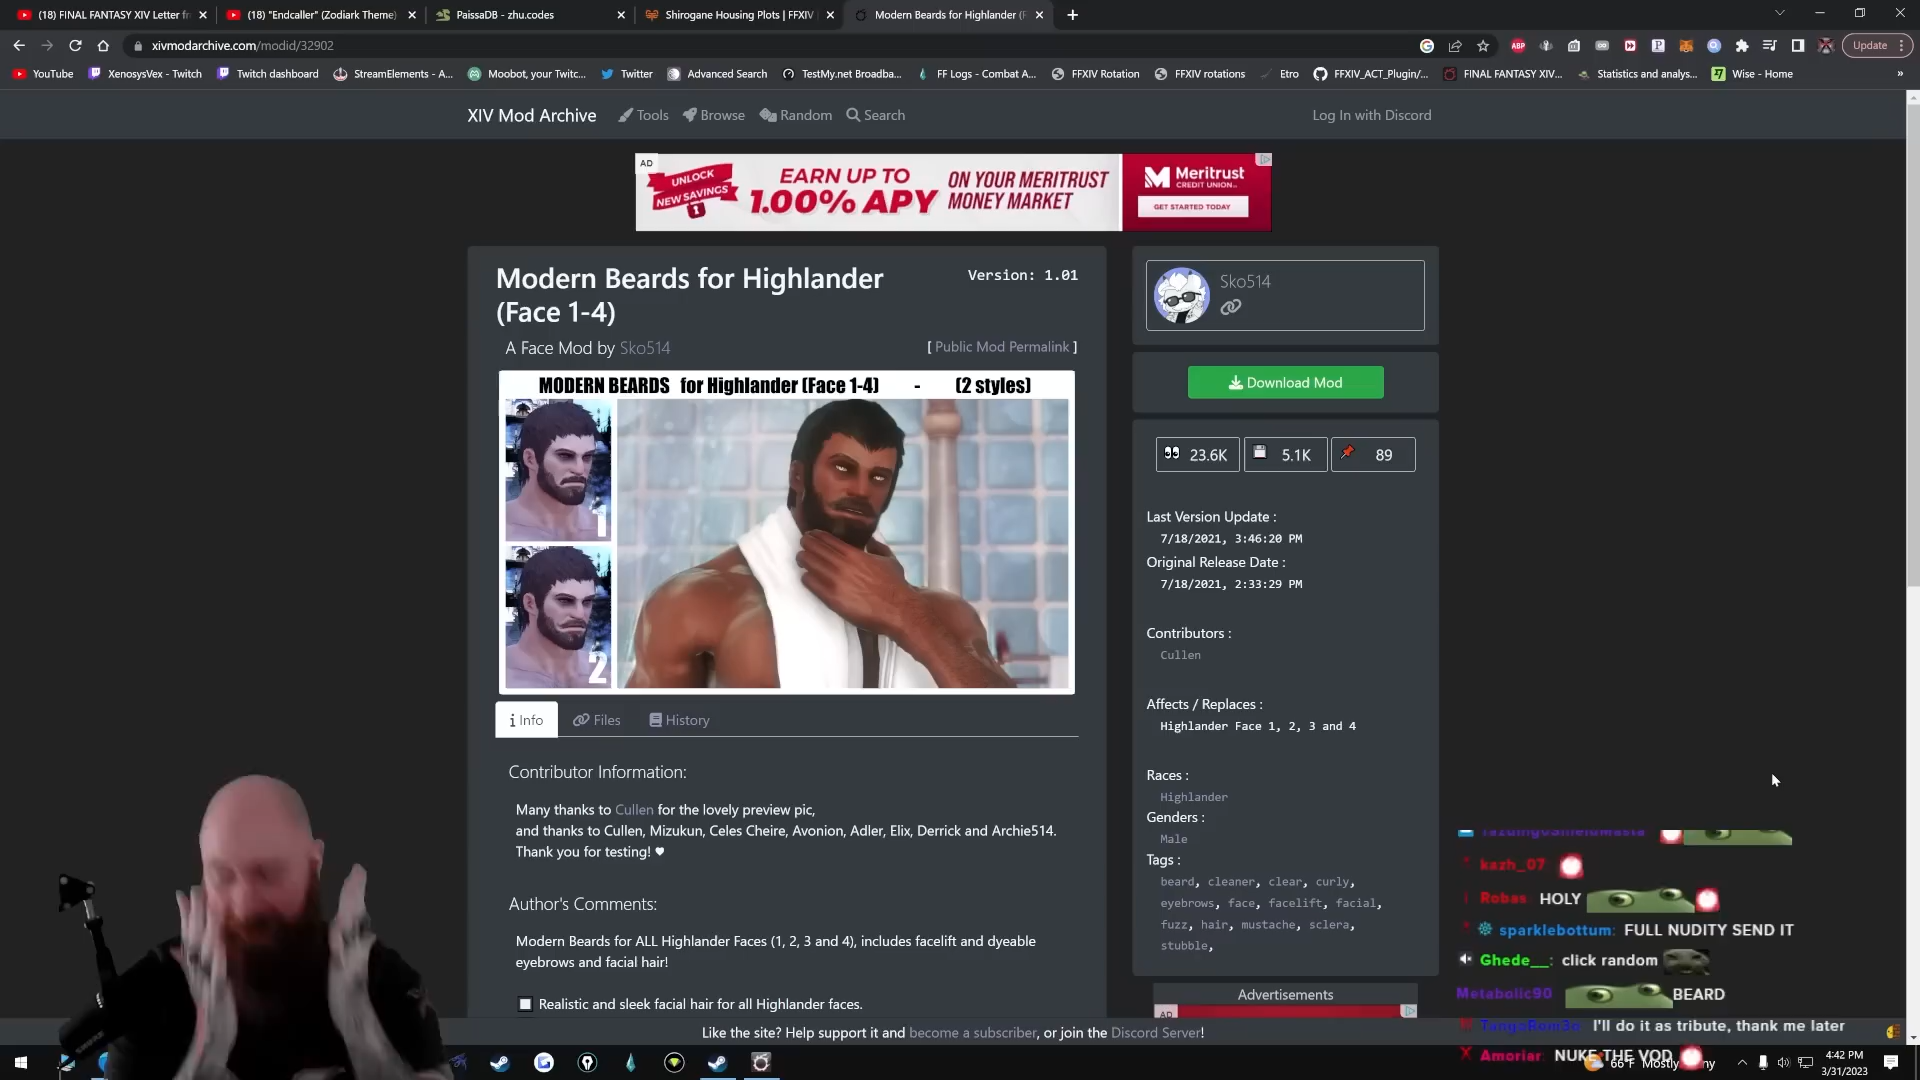 (18) FINAL FANTASY XIV Letter fr
(18) "Endcaller" (Zodiark Theme)
PaissaDB - zhu.codes
Shirogane Housing Plots | FFXIV
Modern Beards for Highlander (F
xivmodarchive.com/modid/32902
ABP
Update
YouTube
XenosysVex - Twitch
Twitch dashboard
StreamElements - A...
Moobot, your Twitc...
Twitter
Advanced Search
TestMy.net Broadba...
FF Logs - Combat A...
FFXIV Rotation
FFXIV rotations
Etro
FFXIV_ACT_Plugin/...
FINAL FANTASY XIV...
Statistics and analys...
Wise - Home
XIV Mod Archive
Tools
Browse
Random
Search
Log In with Discord
AD
UNLOCK
NEW SAVINGS
EARN UP TO
1.00% APY
ON YOUR MERITRUST
MONEY MARKET
Meritrust
CREDIT UNION
GET STARTED TODAY
Modern Beards for Highlander
(Face 1-4)
Version: 1.01
A Face Mod by Sko514
[ Public Mod Permalink ]
MODERN BEARDS for Highlander (Face 1-4) - (2 styles)
1
2
Info
Files
History
Contributor Information:
Many thanks to Cullen for the lovely preview pic,
and thanks to Cullen, Mizukun, Celes Cheire, Avonion, Adler, Elix, Derrick and Archie514.
Thank you for testing! ♥
Author's Comments:
Modern Beards for ALL Highlander Faces (1, 2, 3 and 4), includes facelift and dyeable
eyebrows and facial hair!
Realistic and sleek facial hair for all Highlander faces.
Sko514
Download Mod
23.6K
5.1K
89
Last Version Update :
7/18/2021, 3:46:20 PM
Original Release Date :
7/18/2021, 2:33:29 PM
Contributors :
Cullen
Affects / Replaces :
Highlander Face 1, 2, 3 and 4
Races :
Highlander
Genders :
Male
Tags :
beard, cleaner, clear, curly,
eyebrows, face, facelift, facial,
fuzz, hair, mustache, sclera,
stubble,
Advertisements
AD
Like the site? Help support it and become a subscriber, or join the Discord Server!
kazh_07
Robas HOLY
sparklebottum: FULL NUDITY SEND IT
Ghede__: click random
Metabolic90 BEARD
I'll do it as tribute, thank me later
Amoriar NUKE THE VOD
66°F Mostly
4:42 PM
3/31/2023